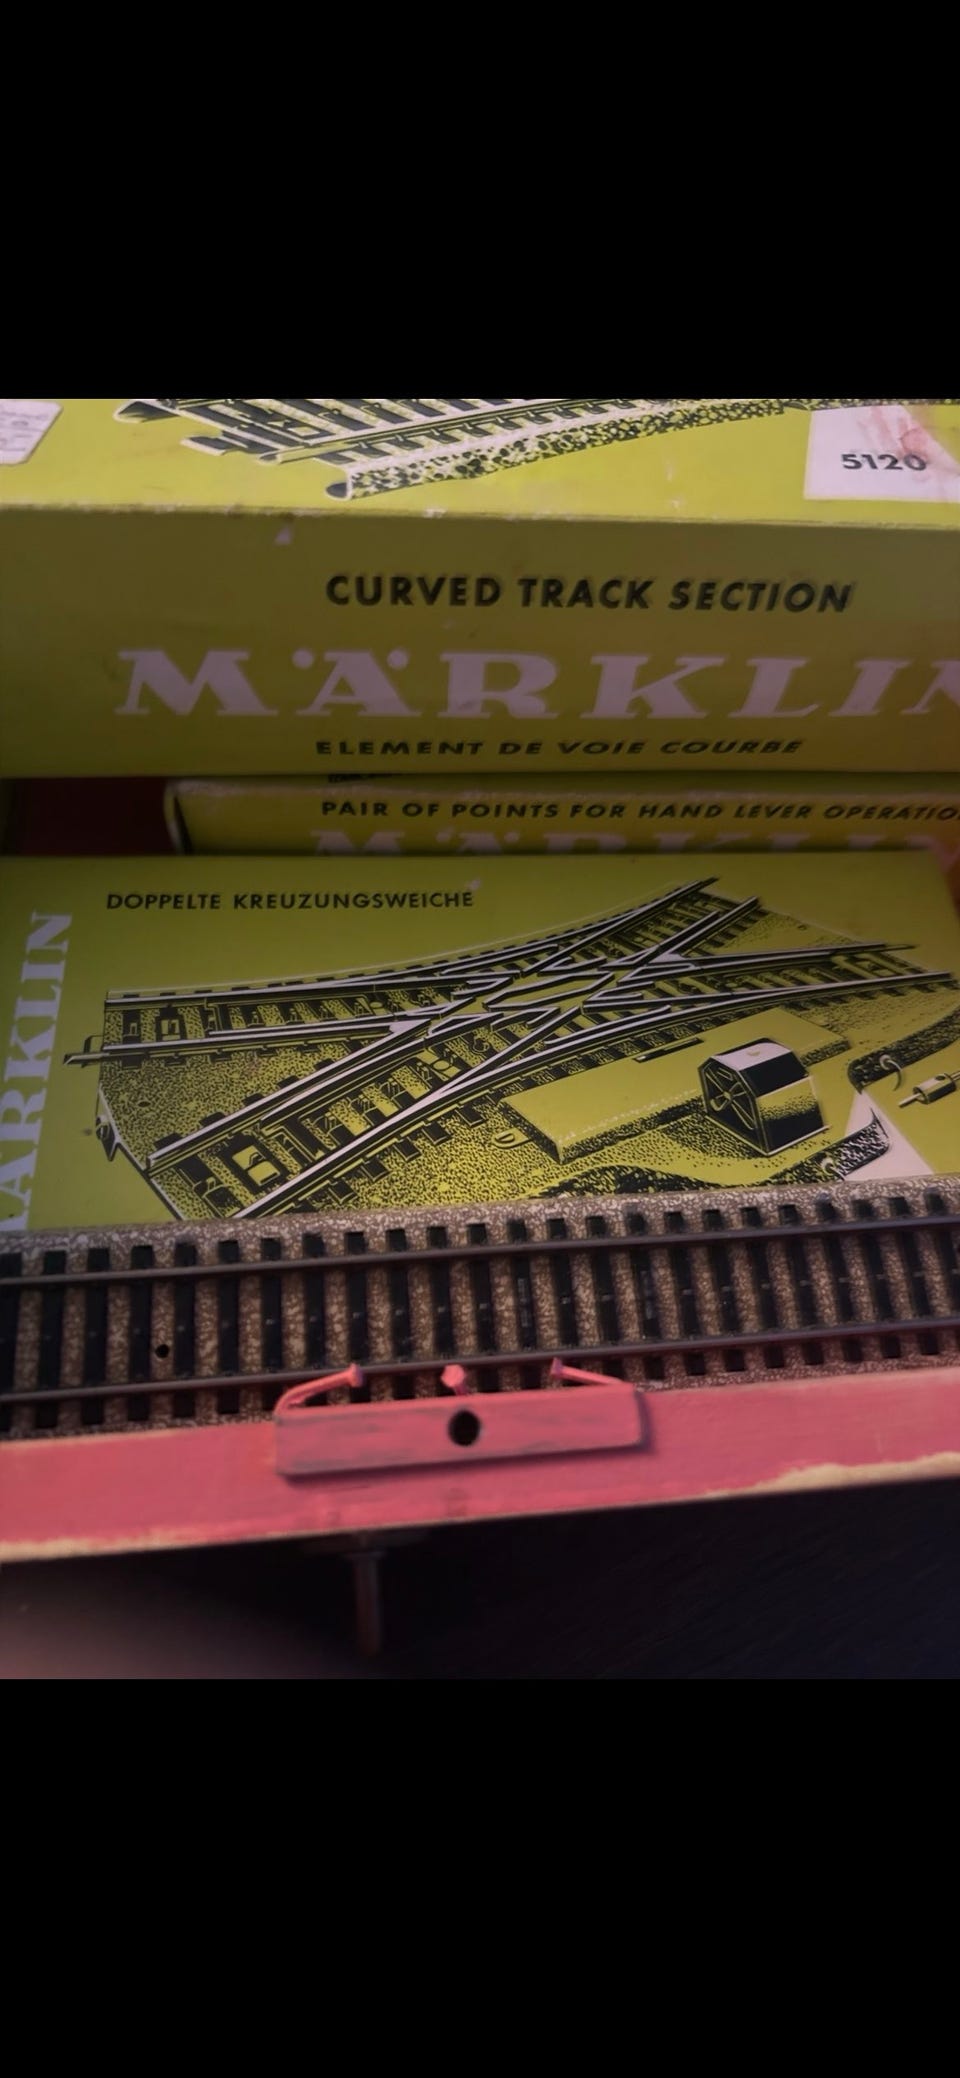 5120
CURVED TRACK SECTION
MÄRKLIN
ELEMENT DE VOIE COURBE
PAIR OF POINTS FOR HAND LEVER OPERATIO
MÄRKLIN
DOPPELTE KREUZUNGSWEICHE
MÄRKLIN